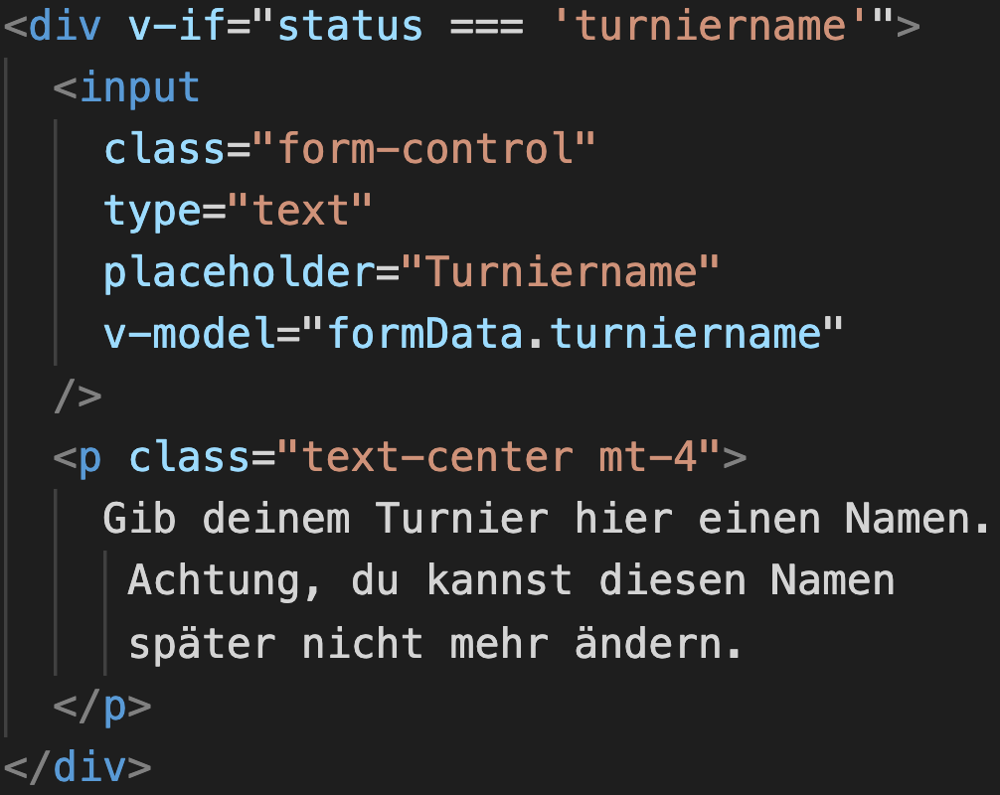 <div v-if="status === 'turniername'">
<input
class="form-control"
type="text"
placeholder="Turniername"
v-model="formData.turniername"
/>
<p class="text-center mt-4">
Gib deinem Turnier hier einen Namen.
Achtung, du kannst diesen Namen
später nicht mehr ändern.
</p>
</div>